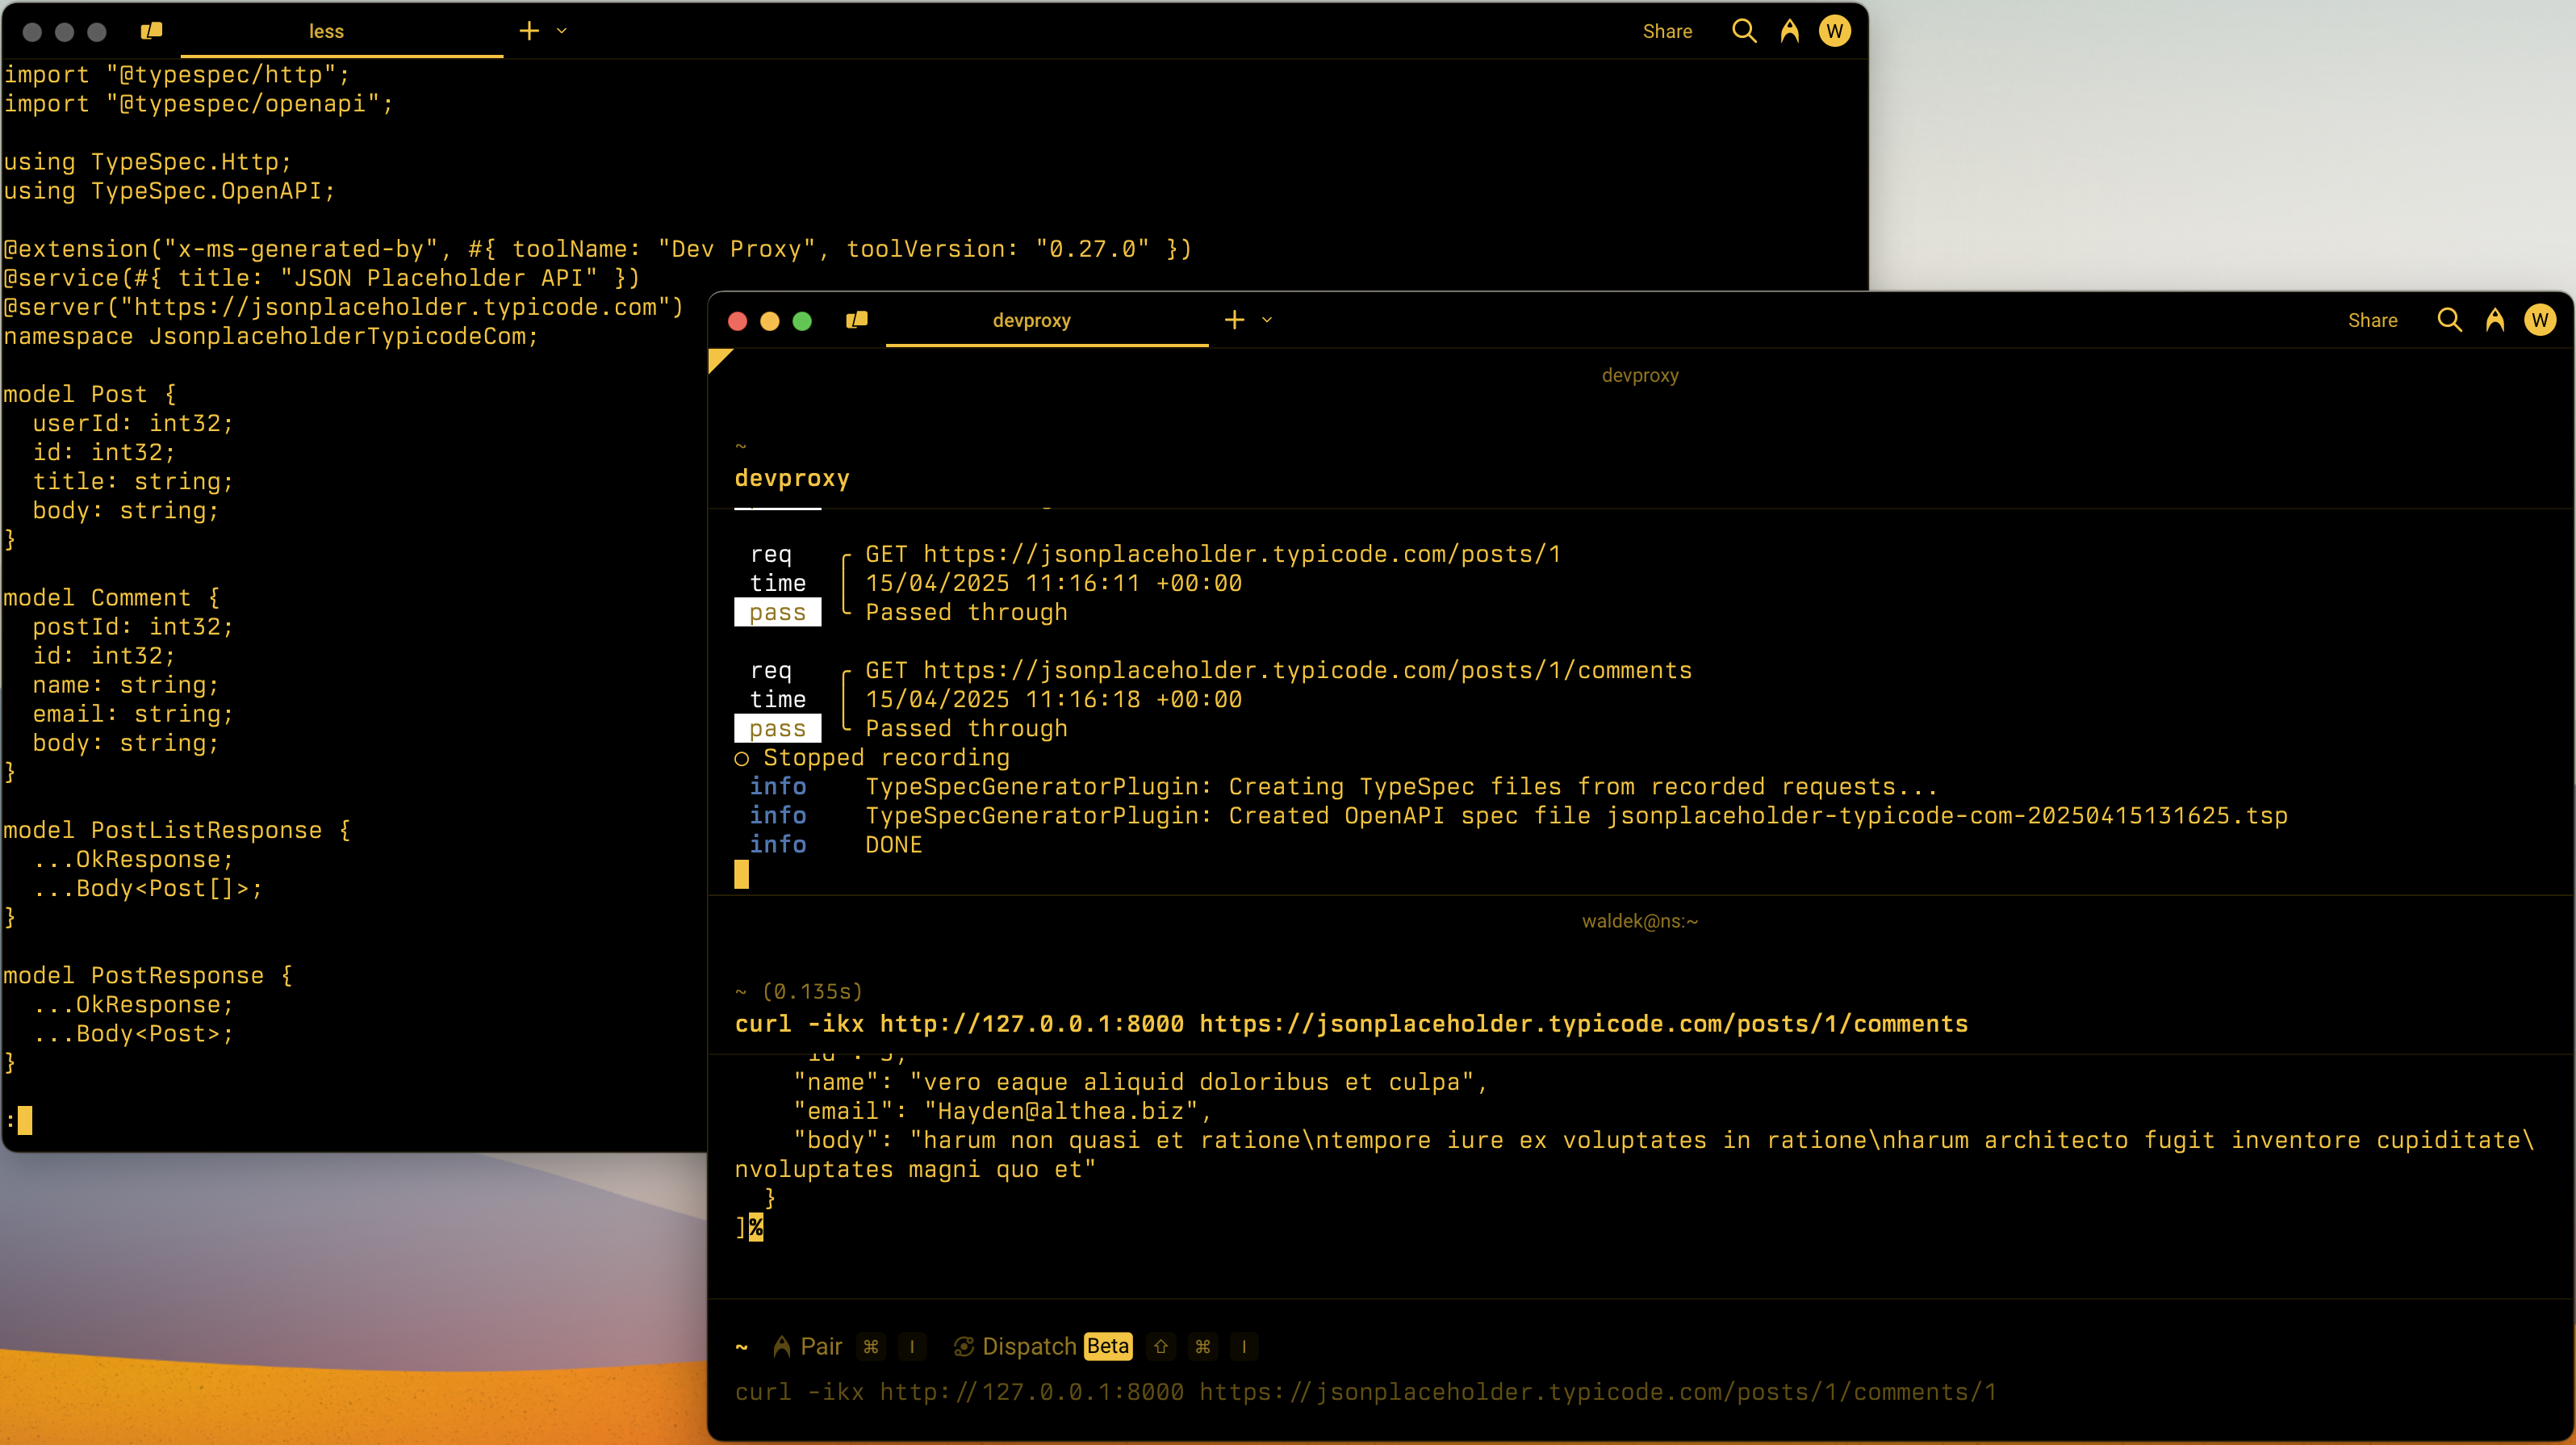 less
Share
W
import "@typespec/http";
import "@typespec/openapi";
using TypeSpec.Http;
using TypeSpec.OpenAPI;
@extension("x-ms-generated-by", #{ toolName: "Dev Proxy", toolVersion: "0.27.0" })
@service(#{ title: "JSON Placeholder API" })
@server("https://jsonplaceholder.typicode.com")
namespace JsonplaceholderTypicodeCom;
model Post {
  userId: int32;
  id: int32;
  title: string;
  body: string;
}
model Comment {
  postId: int32;
  id: int32;
  name: string;
  email: string;
  body: string;
}
model PostListResponse {
  ...OkResponse;
  ...Body<Post[]>;
}
model PostResponse {
  ...OkResponse;
  ...Body<Post>;
}
:
devproxy
Share
W
devproxy
~
devproxy
req GET https://jsonplaceholder.typicode.com/posts/1
time 15/04/2025 11:16:11 +00:00
pass Passed through
req GET https://jsonplaceholder.typicode.com/posts/1/comments
time 15/04/2025 11:16:18 +00:00
pass Passed through
○ Stopped recording
info TypeSpecGeneratorPlugin: Creating TypeSpec files from recorded requests...
info TypeSpecGeneratorPlugin: Created OpenAPI spec file jsonplaceholder-typicode-com-20250415131625.tsp
info DONE
waldek@ns:~
~ (0.135s)
curl -ikx http://127.0.0.1:8000 https://jsonplaceholder.typicode.com/posts/1/comments
"name": "vero eaque aliquid doloribus et culpa",
"email": "Hayden@althea.biz",
"body": "harum non quasi et ratione\ntempore iure ex voluptates in ratione\nharum architecto fugit inventore cupiditate\
nvoluptates magni quo et"
}
]%
~ Pair ⌘ I Dispatch Beta ⇧ ⌘ I
curl -ikx http://127.0.0.1:8000 https://jsonplaceholder.typicode.com/posts/1/comments/1